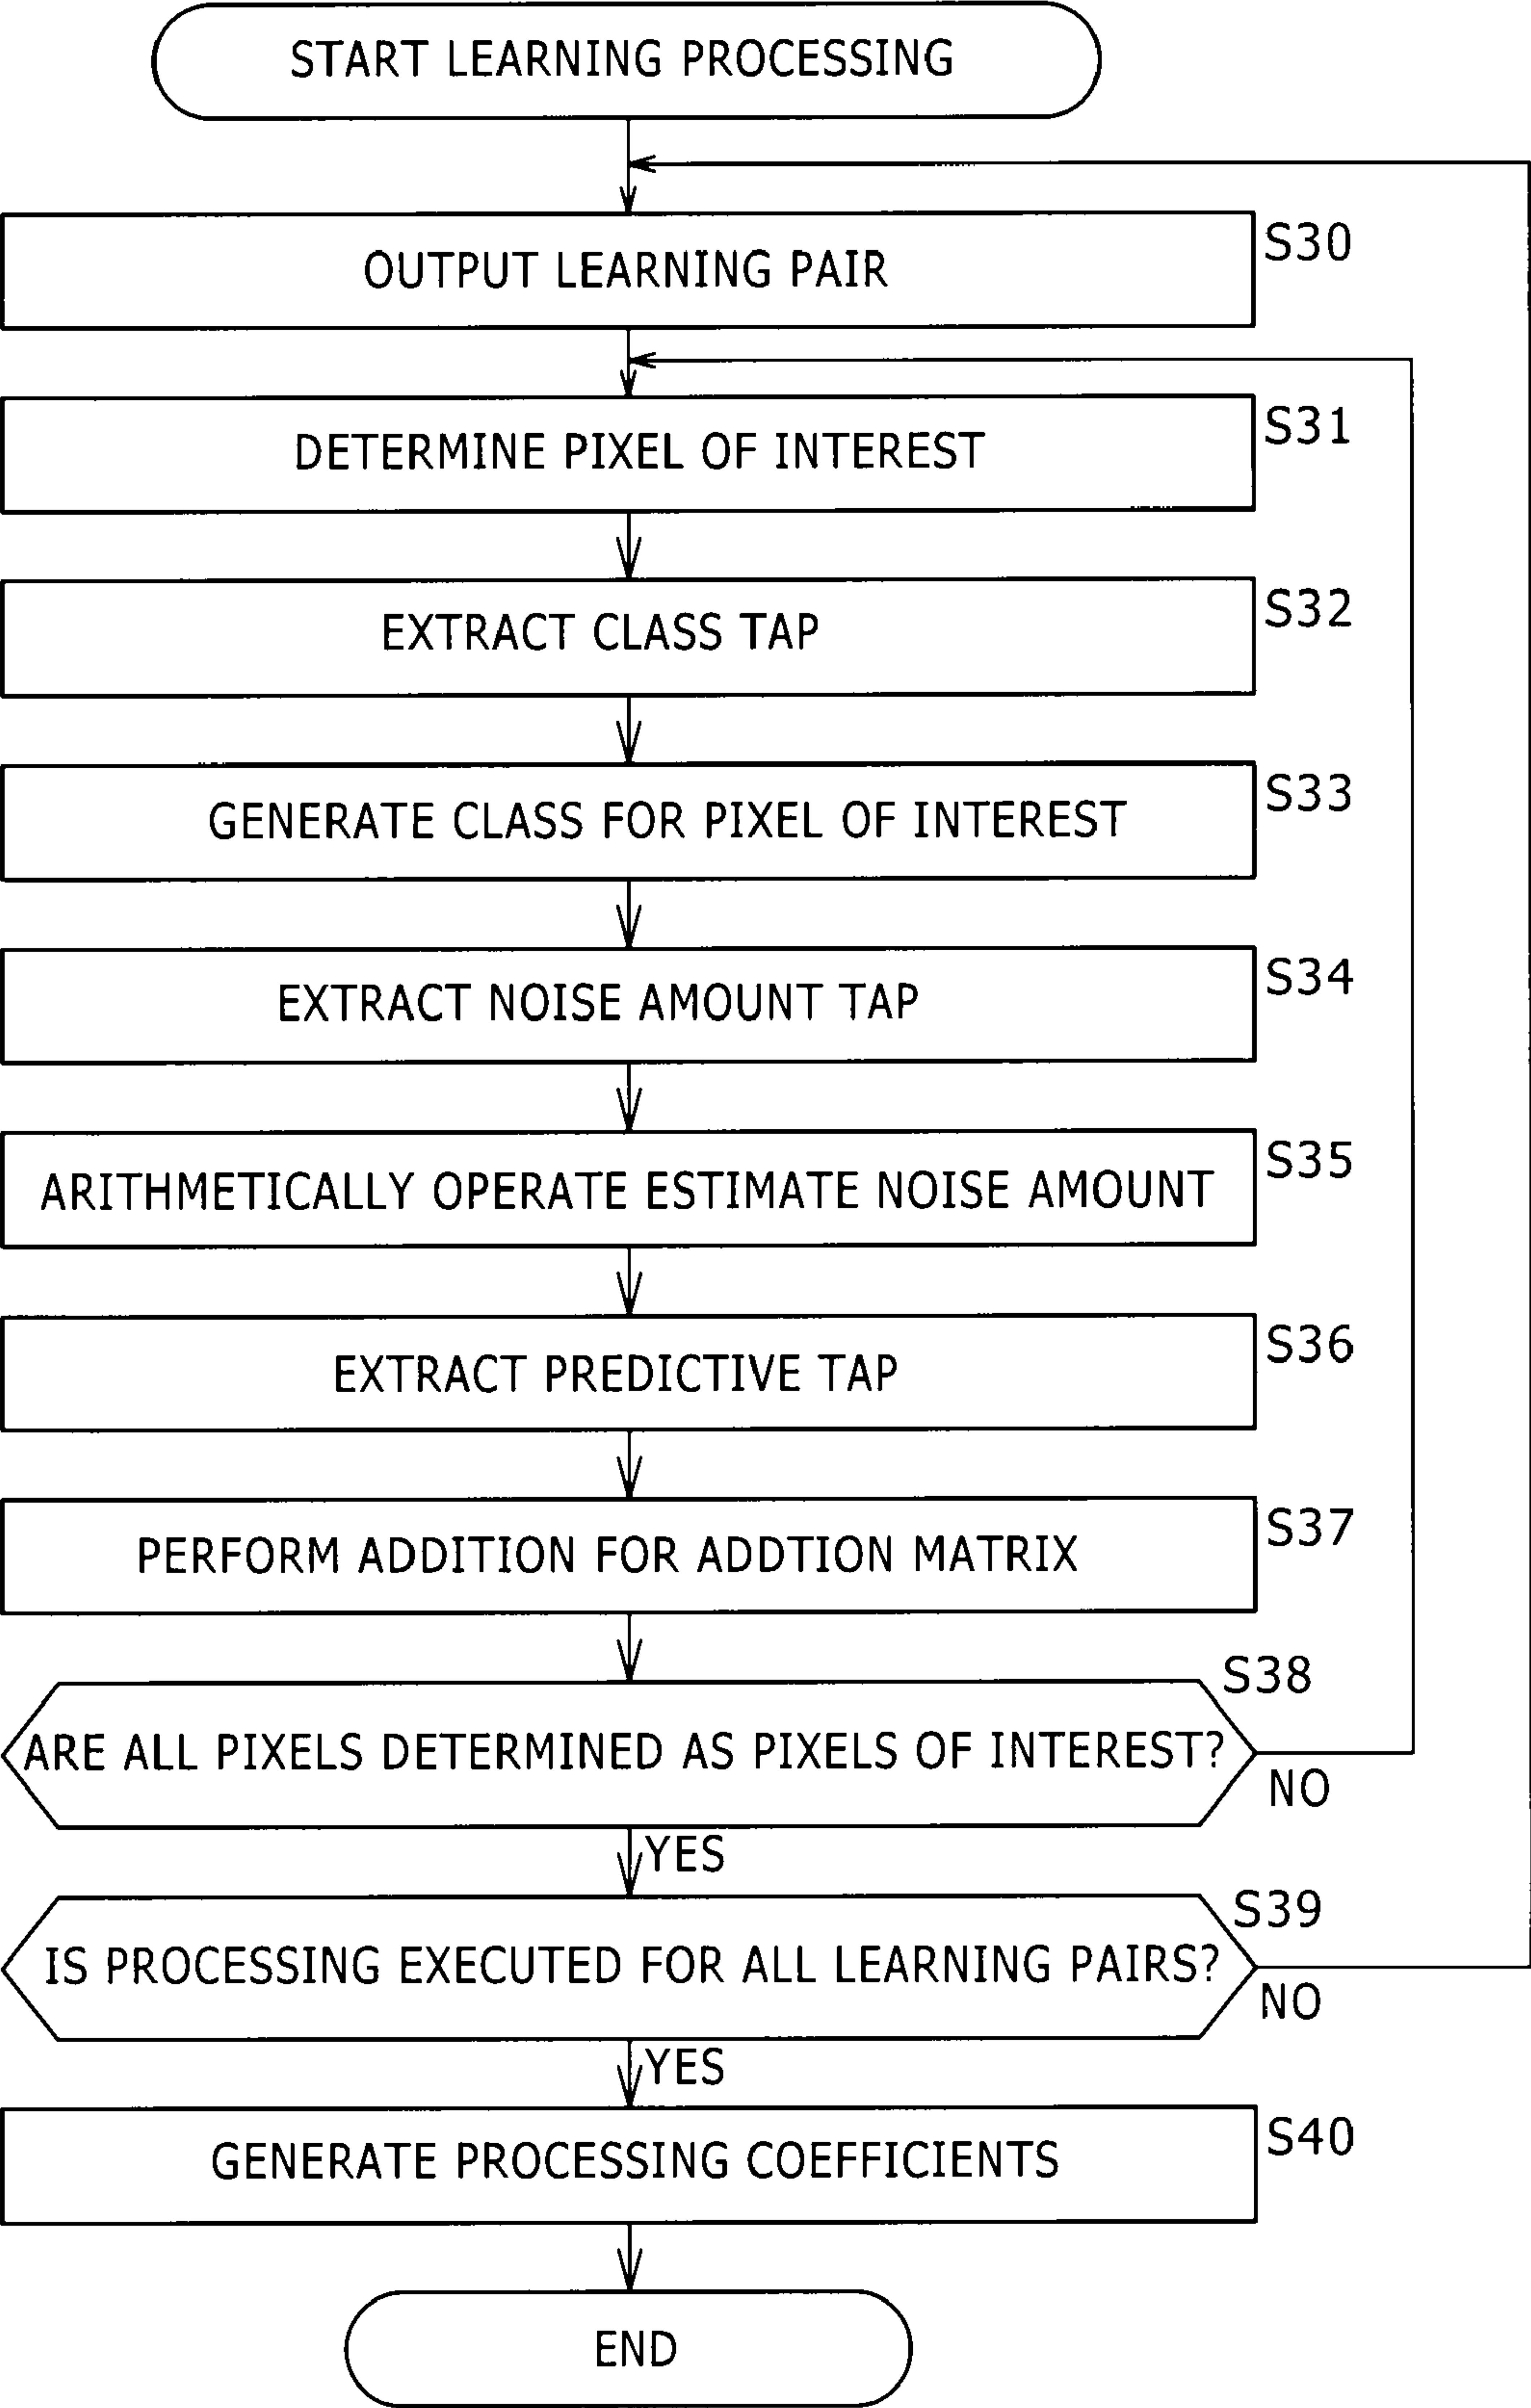 START LEARNING PROCESSING
OUTPUT LEARNING PAIR
S30
DETERMINE PIXEL OF INTEREST
S31
EXTRACT CLASS TAP
S32
GENERATE CLASS FOR PIXEL OF INTEREST
S33
EXTRACT NOISE AMOUNT TAP
S34
ARITHMETICALLY OPERATE ESTIMATE NOISE AMOUNT
S35
EXTRACT PREDICTIVE TAP
S36
PERFORM ADDITION FOR ADDTION MATRIX
S37
S38
ARE ALL PIXELS DETERMINED AS PIXELS OF INTEREST?
NO
YES
S39
IS PROCESSING EXECUTED FOR ALL LEARNING PAIRS?
NO
YES
GENERATE PROCESSING COEFFICIENTS
S40
END